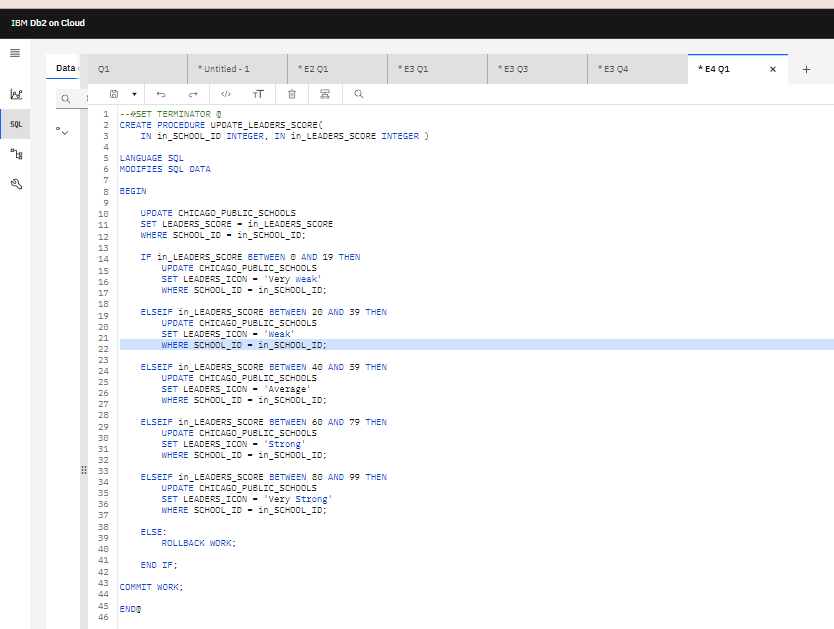 IBM Db2 on Cloud
Data
Q1
* Untitled - 1
* E2 Q1
* E3 Q1
* E3 Q3
* E3 Q4
* E4 Q1
SQL
1 --#SET TERMINATOR @
2 CREATE PROCEDURE UPDATE_LEADERS_SCORE(
3 IN in_SCHOOL_ID INTEGER, IN in_LEADERS_SCORE INTEGER )
4
5 LANGUAGE SQL
6 MODIFIES SQL DATA
7
8 BEGIN
9
10 UPDATE CHICAGO_PUBLIC_SCHOOLS
11 SET LEADERS_SCORE = in_LEADERS_SCORE
12 WHERE SCHOOL_ID = in_SCHOOL_ID;
13
14 IF in_LEADERS_SCORE BETWEEN 0 AND 19 THEN
15 UPDATE CHICAGO_PUBLIC_SCHOOLS
16 SET LEADERS_ICON = 'Very weak'
17 WHERE SCHOOL_ID = in_SCHOOL_ID;
18
19 ELSEIF in_LEADERS_SCORE BETWEEN 20 AND 39 THEN
20 UPDATE CHICAGO_PUBLIC_SCHOOLS
21 SET LEADERS_ICON = 'Weak'
22 WHERE SCHOOL_ID = in_SCHOOL_ID;
23
24 ELSEIF in_LEADERS_SCORE BETWEEN 40 AND 59 THEN
25 UPDATE CHICAGO_PUBLIC_SCHOOLS
26 SET LEADERS_ICON = 'Average'
27 WHERE SCHOOL_ID = in_SCHOOL_ID;
28
29 ELSEIF in_LEADERS_SCORE BETWEEN 60 AND 79 THEN
30 UPDATE CHICAGO_PUBLIC_SCHOOLS
31 SET LEADERS_ICON = 'Strong'
32 WHERE SCHOOL_ID = in_SCHOOL_ID;
33
34 ELSEIF in_LEADERS_SCORE BETWEEN 80 AND 99 THEN
35 UPDATE CHICAGO_PUBLIC_SCHOOLS
36 SET LEADERS_ICON = 'Very Strong'
37 WHERE SCHOOL_ID = in_SCHOOL_ID;
38
39 ELSE:
40 ROLLBACK WORK;
41
42 END IF;
43
44 COMMIT WORK;
45
46 END@